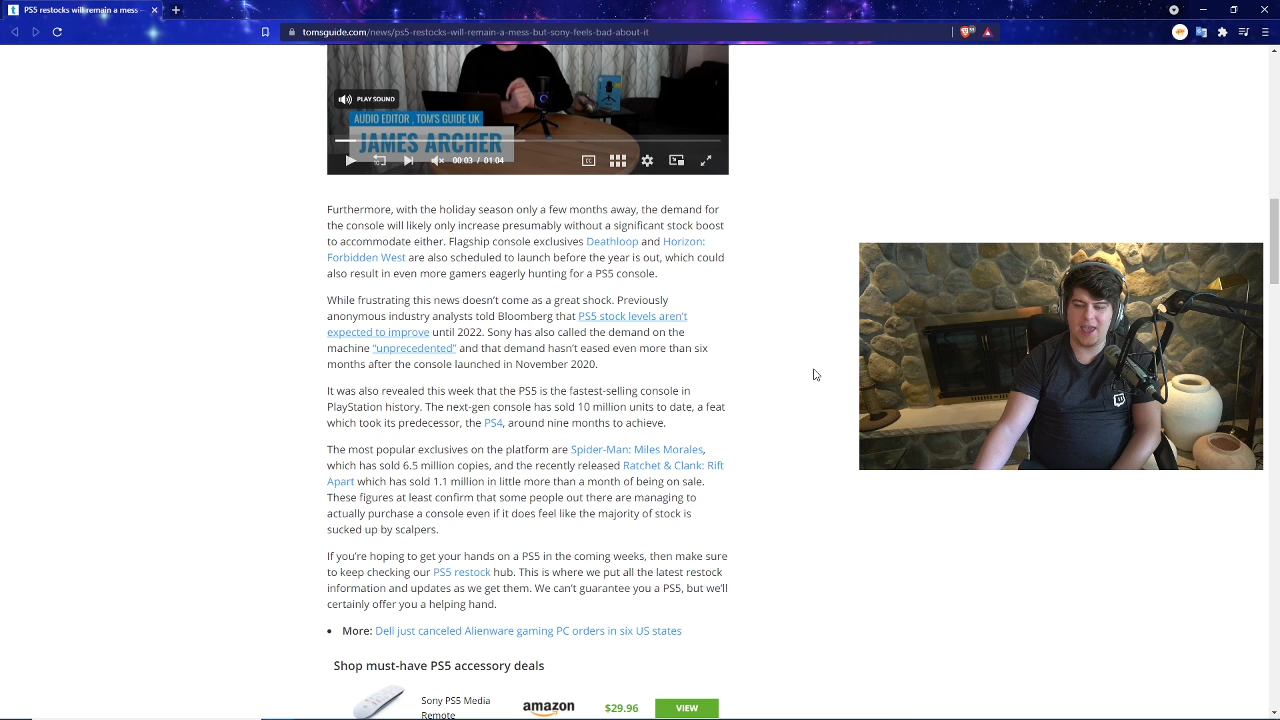 PS5 restocks will remain a mess —
tomsguide.com/news/ps5-restocks-will-remain-a-mess-but-sony-feels-bad-about-it
PLAY SOUND
AUDIO EDITOR , TOM'S GUIDE UK
JAMES ARCHER
00:03 / 01:04
CC
Furthermore, with the holiday season only a few months away, the demand for
the console will likely only increase presumably without a significant stock boost
to accommodate either. Flagship console exclusives Deathloop and Horizon:
Forbidden West are also scheduled to launch before the year is out, which could
also result in even more gamers eagerly hunting for a PS5 console.
While frustrating this news doesn’t come as a great shock. Previously
anonymous industry analysts told Bloomberg that PS5 stock levels aren’t
expected to improve until 2022. Sony has also called the demand on the
machine “unprecedented” and that demand hasn’t eased even more than six
months after the console launched in November 2020.
It was also revealed this week that the PS5 is the fastest-selling console in
PlayStation history. The next-gen console has sold 10 million units to date, a feat
which took its predecessor, the PS4, around nine months to achieve.
The most popular exclusives on the platform are Spider-Man: Miles Morales,
which has sold 6.5 million copies, and the recently released Ratchet & Clank: Rift
Apart which has sold 1.1 million in little more than a month of being on sale.
These figures at least confirm that some people out there are managing to
actually purchase a console even if it does feel like the majority of stock is
sucked up by scalpers.
If you’re hoping to get your hands on a PS5 in the coming weeks, then make sure
to keep checking our PS5 restock hub. This is where we put all the latest restock
information and updates as we get them. We can’t guarantee you a PS5, but we’ll
certainly offer you a helping hand.
• More: Dell just canceled Alienware gaming PC orders in six US states
Shop must-have PS5 accessory deals
Sony PS5 Media
Remote
amazon
$29.96
VIEW